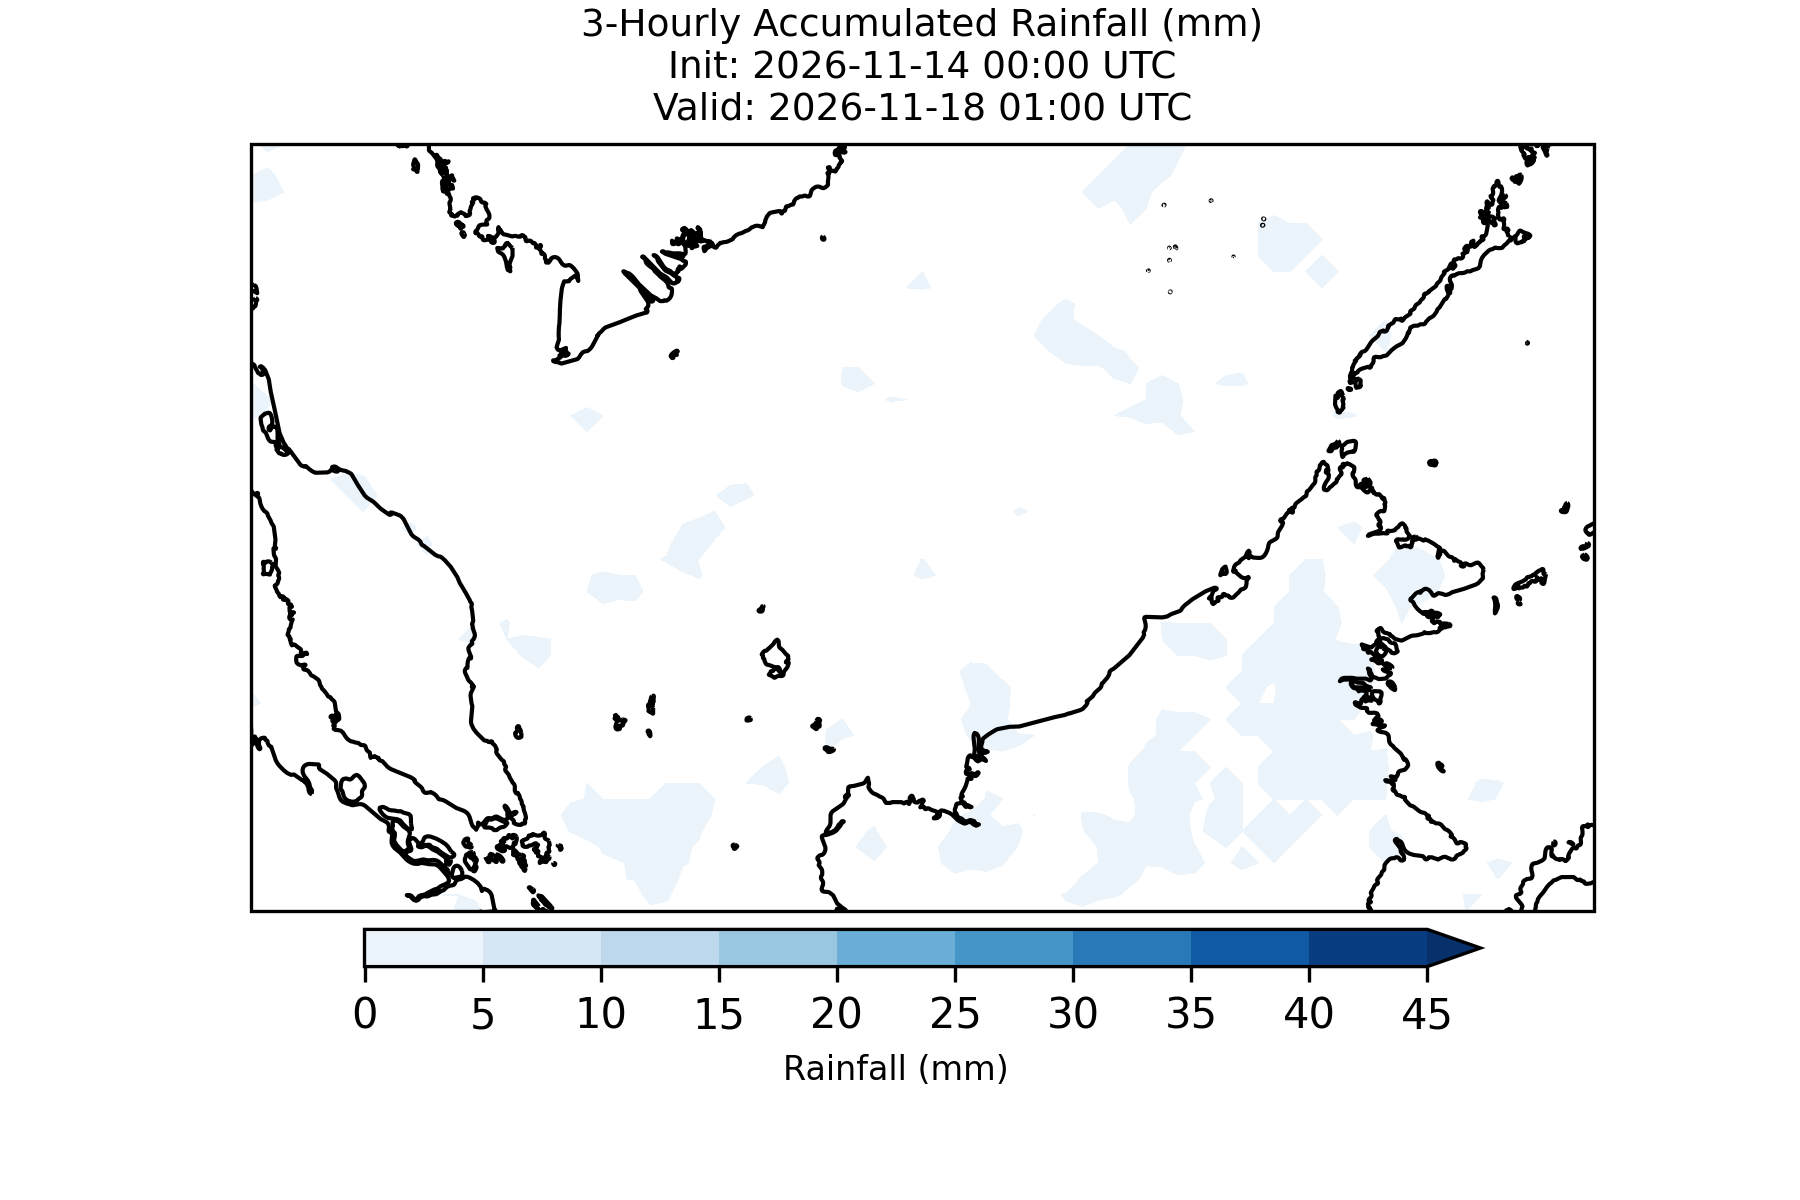 3-Hourly Accumulated Rainfall (mm)
Init: 2026-11-14 00:00 UTC
Valid: 2026-11-18 01:00 UTC
0 5 10 15 20 25 30 35 40 45
Rainfall (mm)